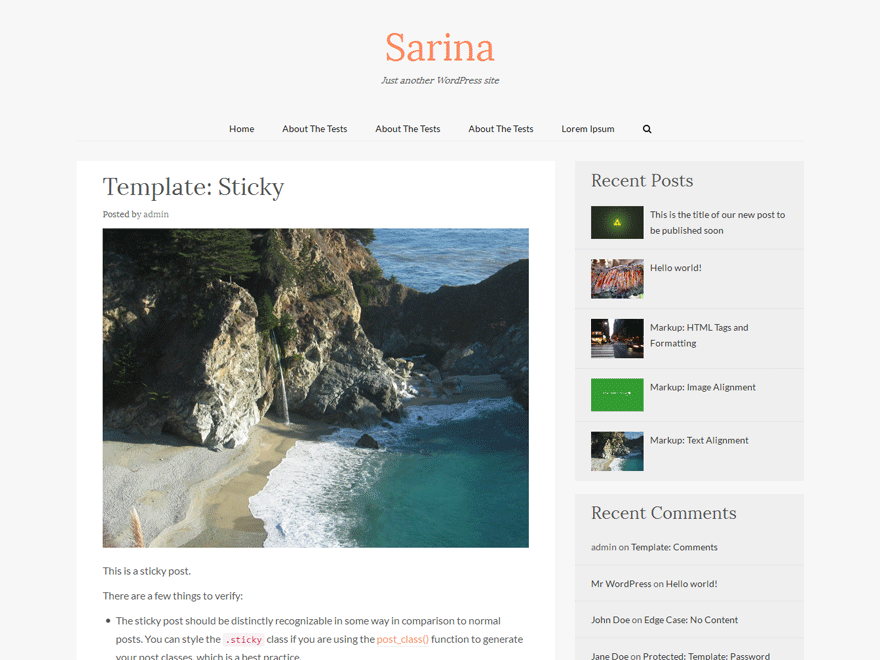 Sarina
Just another WordPress site
Home
About The Tests
About The Tests
About The Tests
Lorem Ipsum
Template: Sticky
Posted by admin
This is a sticky post.
There are a few things to verify:
• The sticky post should be distinctly recognizable in some way in comparison to normal
posts. You can style the .sticky class if you are using the post_class() function to generate
your post classes, which is a best practice.
Recent Posts
This is the title of our new post to
be published soon
Hello world!
Markup: HTML Tags and
Formatting
Markup: Image Alignment
Markup: Text Alignment
Recent Comments
admin on Template: Comments
Mr WordPress on Hello world!
John Doe on Edge Case: No Content
Jane Doe on Protected: Template: Password